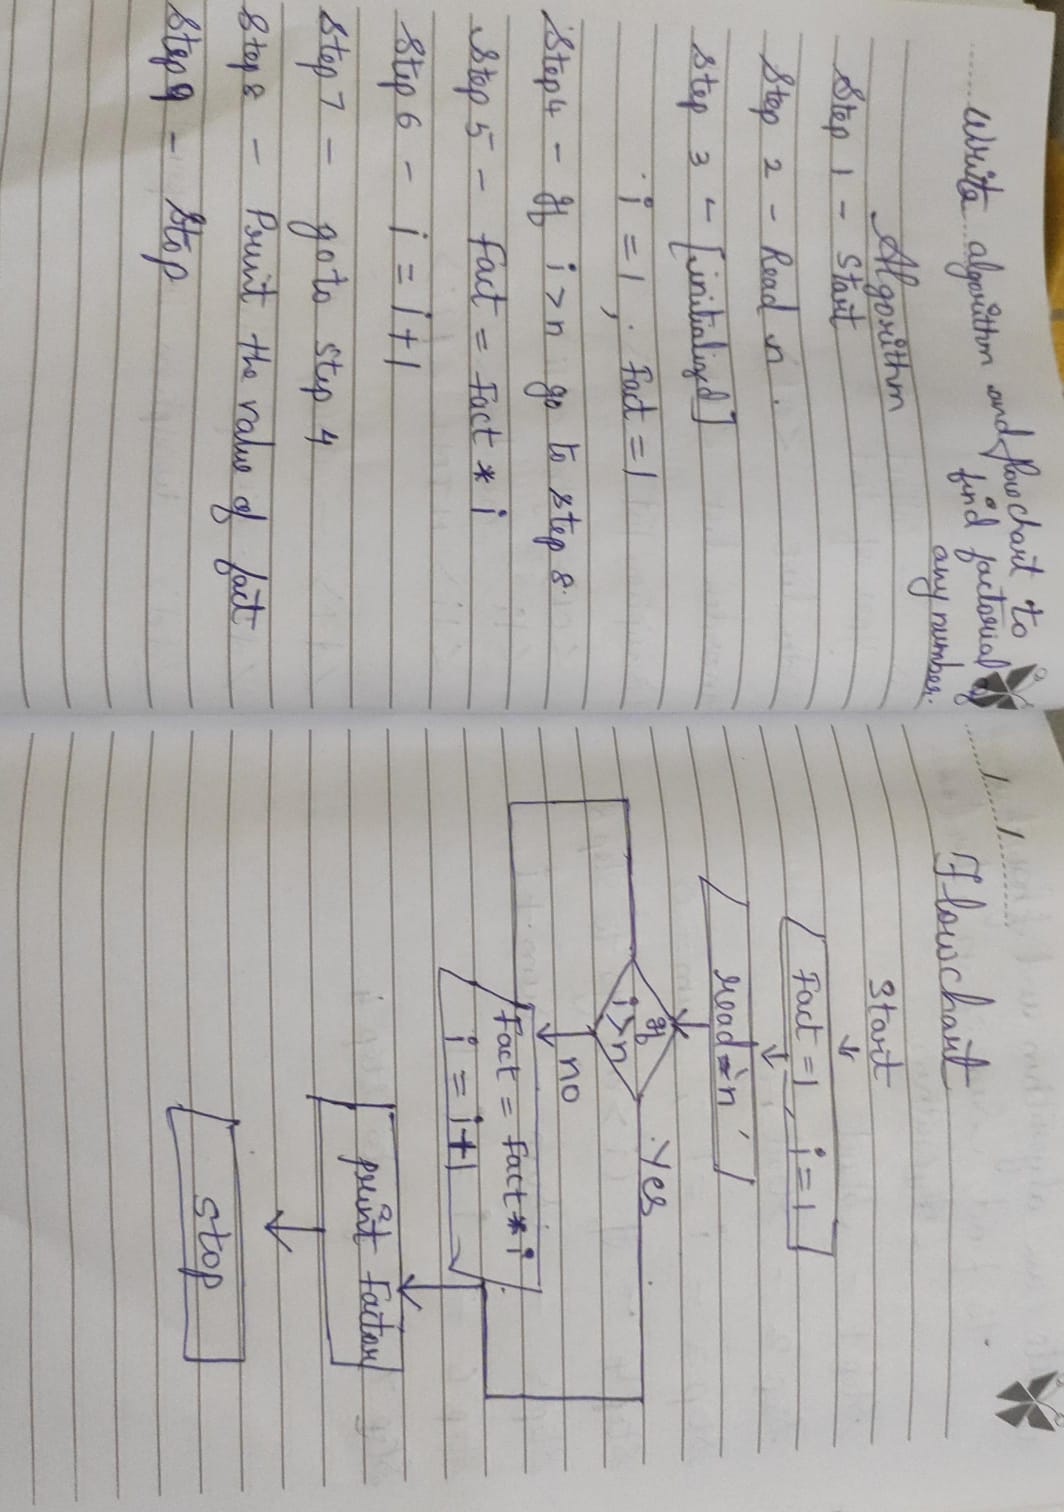 Write algorithm and flowchart to
find factorial of
any number.
Algorithm
Step 1 - Start
Step 2 - Read n.
Step 3 - [initialized]
i = 1, fact = 1
Step 4 - If i > n go to step 8.
Step 5 - fact = fact * i
Step 6 - i = i + 1
Step 7 - goto step 4
Step 8 - Print the value of fact
Step 9 - Stop
Flowchart
Start
Fact = 1, i = 1
read 'n'
If
i > n
Yes
no
fact = fact * i
i = i + 1
print factor
Stop